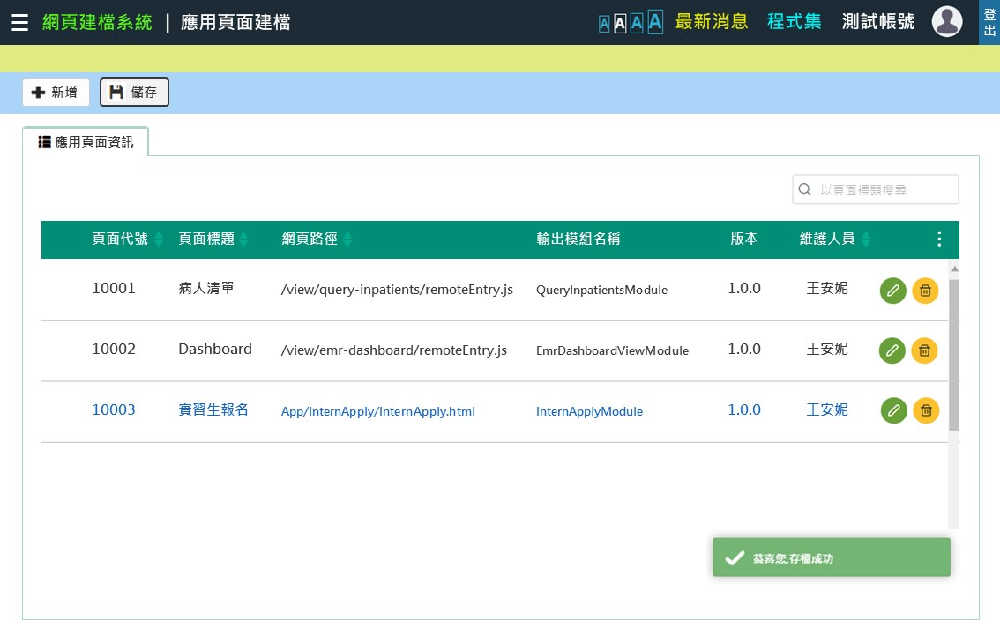 網頁建檔系統 | 應用頁面建檔
A A A A 最新消息 程式集 測試帳號 登出
新增 儲存
應用頁面資訊
以頁面標題搜尋
頁面代號 頁面標題 網頁路徑 輸出模組名稱 版本 維護人員
10001 病人清單 /view/query-inpatients/remoteEntry.js QueryInpatientsModule 1.0.0 王安妮
10002 Dashboard /view/emr-dashboard/remoteEntry.js EmrDashboardViewModule 1.0.0 王安妮
10003 實習生報名 App/InternApply/internApply.html internApplyModule 1.0.0 王安妮
恭喜您,存檔成功